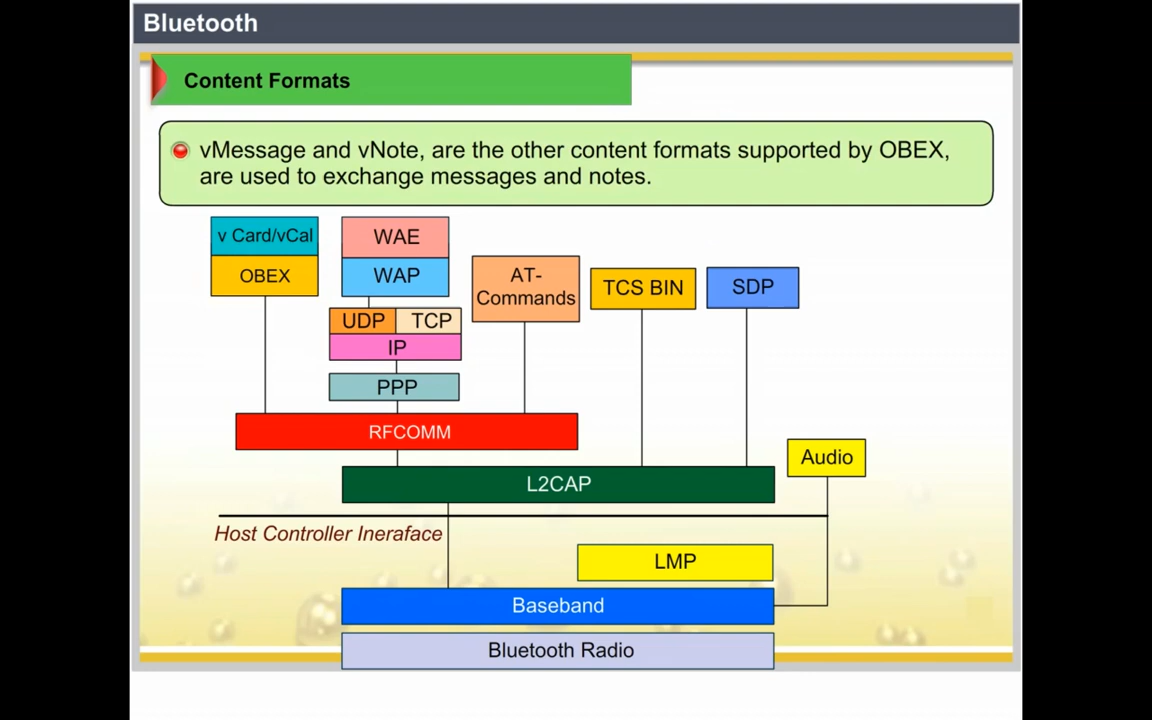 Bluetooth
Content Formats
vMessage and vNote, are the other content formats supported by OBEX,
are used to exchange messages and notes.
v Card/vCal
OBEX
WAE
WAP
UDP
TCP
IP
PPP
AT-
Commands
TCS BIN
SDP
RFCOMM
L2CAP
Audio
Host Controller Ineraface
LMP
Baseband
Bluetooth Radio